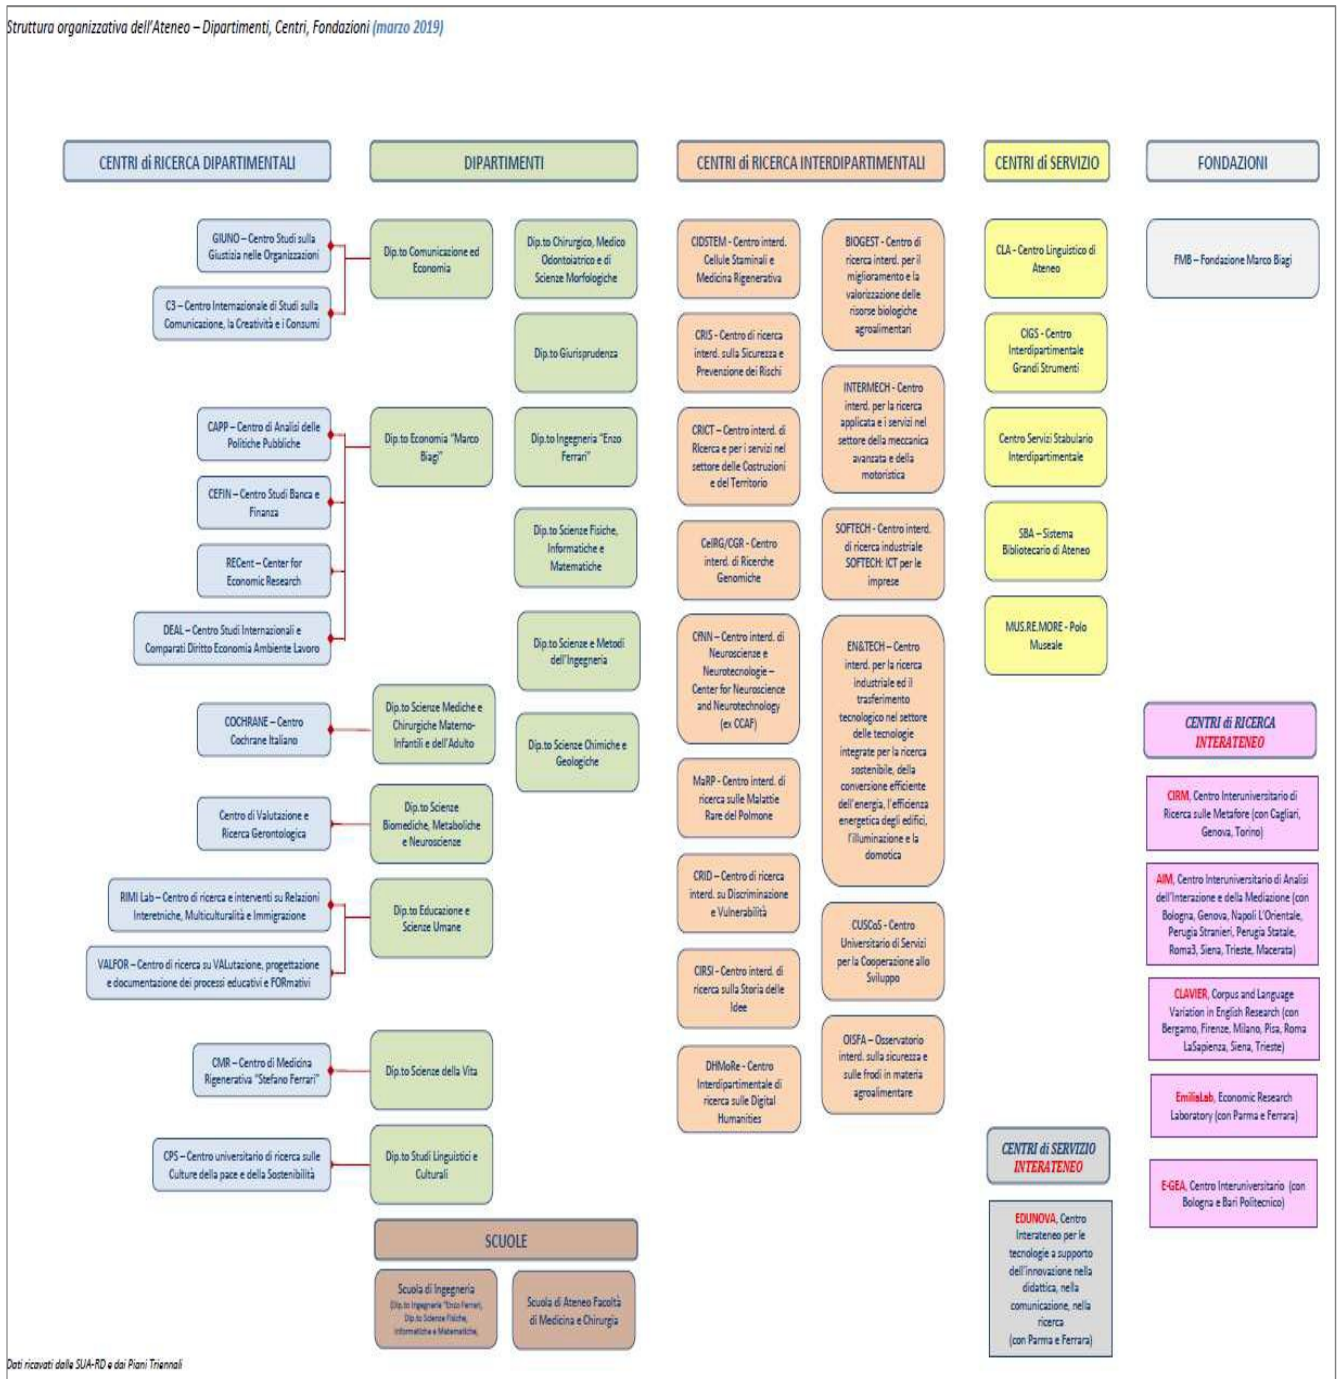 Struttura organizzativa dell'Ateneo – Dipartimenti, Centri, Fondazioni (marzo 2019)
CENTRI di RICERCA DIPARTIMENTALI
GIUNO – Centro Studi sulla
Giustizia nelle Organizzazioni
C3 – Centro Internazionale di Studi sulla
Comunicazione, la Creatività e i Consumi
CAPP – Centro di Analisi delle
Politiche Pubbliche
CEFIN – Centro Studi Banca e
Finanza
RECent – Center for
Economic Research
DEAL – Centro Studi Internazionali e
Comparati Diritto Economia Ambiente Lavoro
COCHRANE – Centro
Cochrane Italiano
Centro di Valutazione e
Ricerca Gerontologica
RIMI Lab – Centro di ricerca e interventi su Relazioni
Interetniche, Multiculturalità e Immigrazione
VALFOR – Centro di ricerca su VALutazione, progettazione
e documentazione dei processi educativi e FORmativi
CMR – Centro di Medicina
Rigenerativa "Stefano Ferrari"
CPS – Centro universitario di ricerca sulle
Culture della pace e della Sostenibilità
DIPARTIMENTI
Dip.to Comunicazione ed
Economia
Dip.to Economia "Marco
Biagi"
Dip.to Scienze Mediche e
Chirurgiche Materno-
Infantili e dell'Adulto
Dip.to Scienze
Biomediche, Metaboliche
e Neuroscienze
Dip.to Educazione e
Scienze Umane
Dip.to Scienze della Vita
Dip.to Studi Linguistici e
Culturali
Dip.to Chirurgico, Medico
Odontoiatrico e di
Scienze Morfologiche
Dip.to Giurisprudenza
Dip.to Ingegneria "Enzo
Ferrari"
Dip.to Scienze Fisiche,
Informatiche e
Matematiche
Dip.to Scienze e Metodi
dell'Ingegneria
Dip.to Scienze Chimiche e
Geologiche
SCUOLE
Scuola di Ingegneria
(Dip.to Ingegneria "Enzo Ferrari,
Dip.to Scienze Fisiche,
Informatiche e Matematiche,
Scuola di Ateneo Facoltà
di Medicina e Chirurgia
CENTRI di RICERCA INTERDIPARTIMENTALI
CIDSTEM - Centro interd.
Cellule Staminali e
Medicina Rigenerativa
CRIS - Centro di ricerca
interd. sulla Sicurezza e
Prevenzione dei Rischi
CRICT – Centro interd. di
Ricerca e per i servizi nel
settore delle Costruzioni
e del Territorio
CeIRG/CGR - Centro
interd. di Ricerche
Genomiche
CfNN – Centro interd. di
Neuroscienze e
Neurotecnologie –
Center for Neuroscience
and Neurotechnology
(ex CCAF)
MaRP - Centro interd. di
ricerca sulle Malattie
Rare del Polmone
CRID – Centro di ricerca
interd. su Discriminazione
e Vulnerabilità
CIRSI - Centro interd. di
ricerca sulla Storia delle
Idee
DHMoRe - Centro
Interdipartimentale di
ricerca sulle Digital
Humanities
BIOGEST - Centro di
ricerca interd. per il
miglioramento e la
valorizzazione delle
risorse biologiche
agroalimentari
INTERMECH - Centro
interd. per la ricerca
applicata e i servizi nel
settore della meccanica
avanzata e della
motoristica
SOFTECH - Centro interd.
di ricerca industriale
SOFTECH: ICT per le
imprese
EN&TECH – Centro
interd. per la ricerca
industriale ed il
trasferimento
tecnologico nel settore
delle tecnologie
integrate per la ricerca
sostenibile, della
conversione efficiente
dell'energia, l'efficienza
energetica degli edifici,
l'illuminazione e la
domotica
CUSCoS - Centro
Universitario di Servizi
per la Cooperazione allo
Sviluppo
OISFA – Osservatorio
interd. sulla sicurezza e
sulle frodi in materia
agroalimentare
CENTRI di SERVIZIO
CLA - Centro Linguistico di
Ateneo
CIGS - Centro
Interdipartimentale
Grandi Strumenti
Centro Servizi Stabulario
Interdipartimentale
SBA – Sistema
Bibliotecario di Ateneo
MUS.RE.MORE - Polo
Museale
CENTRI di SERVIZIO
INTERATENEO
EDUNOVA, Centro
Interateneo per le
tecnologie a supporto
dell'innovazione nella
didattica, nella
comunicazione, nella
ricerca
(con Parma e Ferrara)
FONDAZIONI
FMB – Fondazione Marco Biagi
CENTRI di RICERCA
INTERATENEO
CIRM, Centro Interuniversitario di
Ricerca sulle Metafore (con Cagliari,
Genova, Torino)
AIM, Centro Interuniversitario di Analisi
dell'Interazione e della Mediazione (con
Bologna, Genova, Napoli L'Orientale,
Perugia Stranieri, Perugia Statale,
Roma3, Siena, Trieste, Macerata)
CLAVIER, Corpus and Language
Variation in English Research (con
Bergamo, Firenze, Milano, Pisa, Roma
LaSapienza, Siena, Trieste)
EmiliaLab, Economic Research
Laboratory (con Parma e Ferrara)
E-GEA, Centro Interuniversitario (con
Bologna e Bari Politecnico)
Dati ricavati dalle SUA-RD e dai Piani Triennali